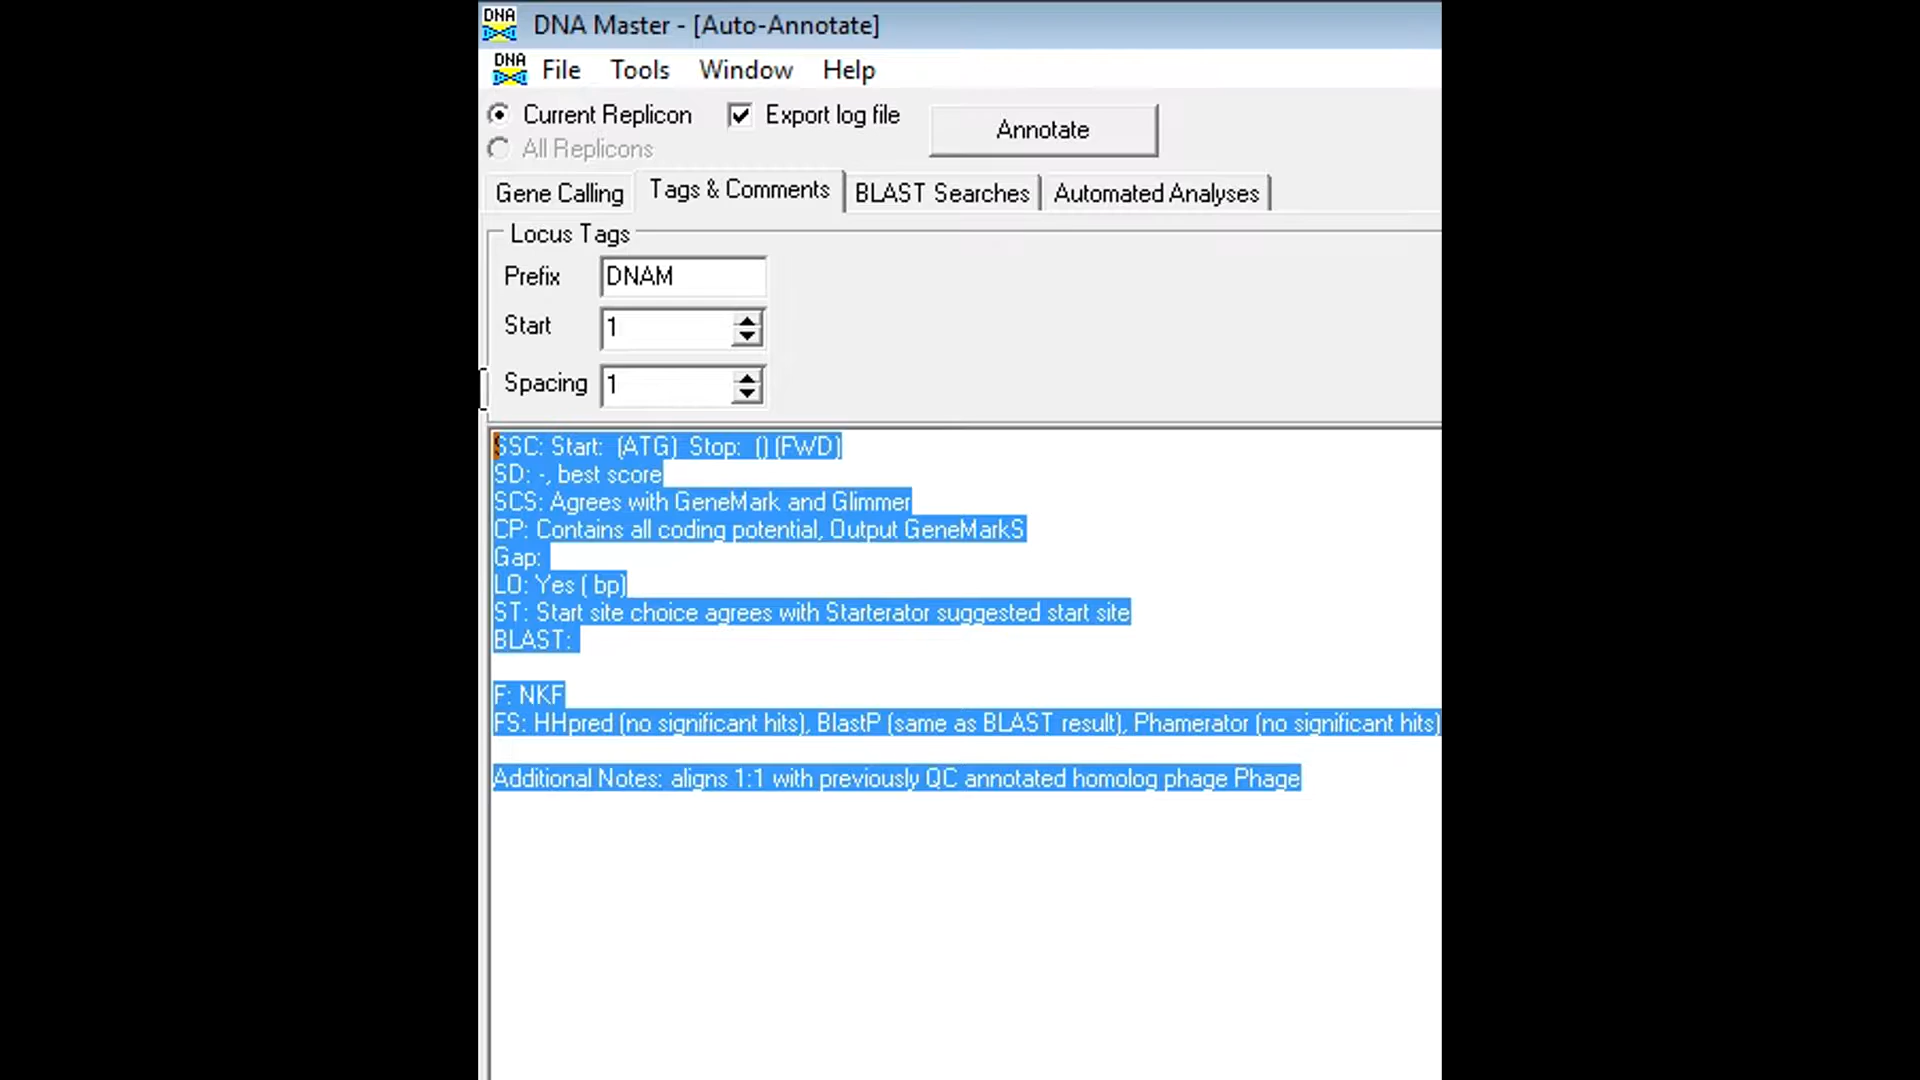 DNA
DNA Master - [Auto-Annotate]
DNA File Tools Window Help
Current Replicon Export log file Annotate
All Replicons
Gene Calling Tags & Comments BLAST Searches Automated Analyses
Locus Tags
Prefix DNAM
Start 1
Spacing 1
SSC: Start:  (ATG)  Stop:  () (FWD)
SD: -, best score
SCS: Agrees with GeneMark and Glimmer
CP: Contains all coding potential, Output GeneMarkS
Gap:
LO: Yes ( bp)
ST: Start site choice agrees with Starterator suggested start site
BLAST:
F: NKF
FS: HHpred (no significant hits), BlastP (same as BLAST result), Phamerator (no significant hits)
Additional Notes: aligns 1:1 with previously QC annotated homolog phage Phage